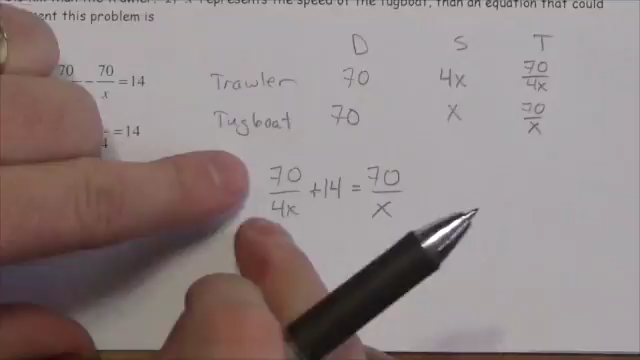 represents the speed of the tugboat, than an equation that could
this problem is
D S T
70 - 70/x = 14
Trawler 70 4x 70/4x
= 14
Tugboat 70 x 70/x
70/4x + 14 = 70/x